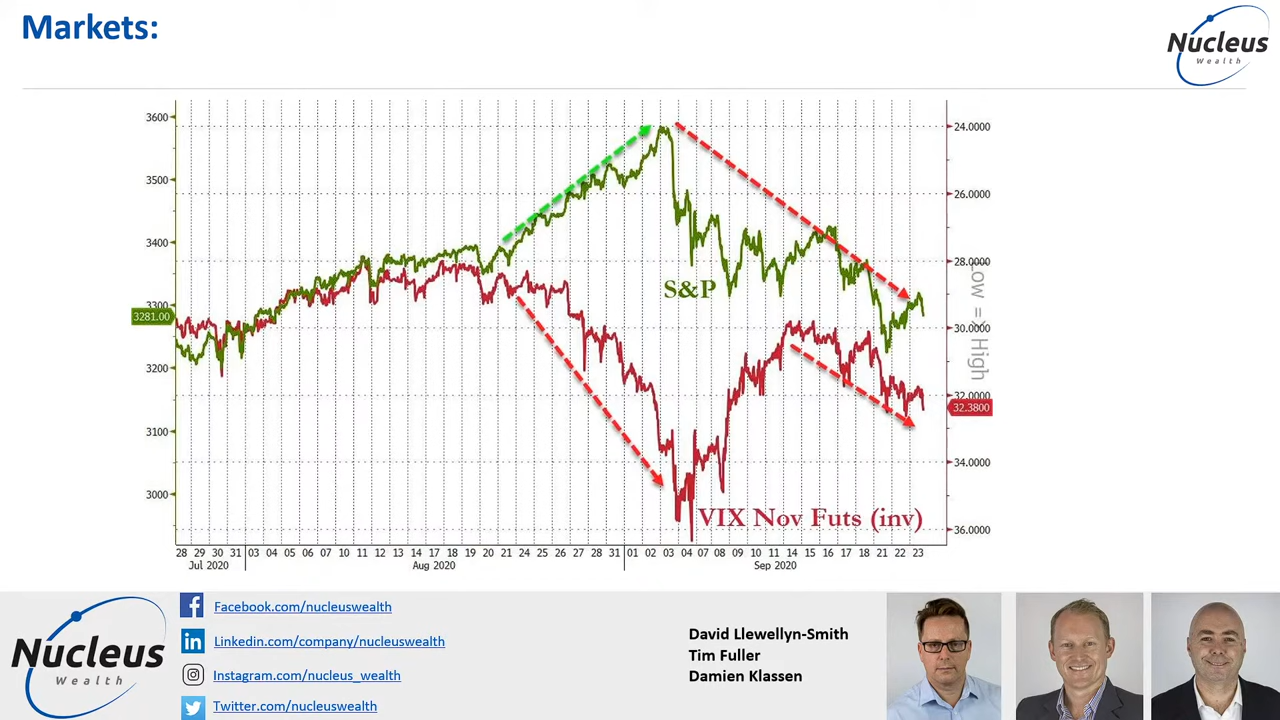 Markets:
Nucleus
Wealth
3600
3500
3400
3300
3281.00
3200
3100
3000
24.0000
26.0000
28.0000
30.0000
32.0000
32.3800
34.0000
36.0000
Low = High
S&P
VIX Nov Futs (inv)
28 29 30 31 03 04 05 06 07 10 11 12 13 14 17 18 19 20 21 24 25 26 27 28 31 01 02 03 04 07 08 09 10 11 14 15 16 17 18 21 22 23
Jul 2020 Aug 2020 Sep 2020
Nucleus
Wealth
Facebook.com/nucleuswealth
Linkedin.com/company/nucleuswealth
Instagram.com/nucleus_wealth
Twitter.com/nucleuswealth
David Llewellyn-Smith
Tim Fuller
Damien Klassen